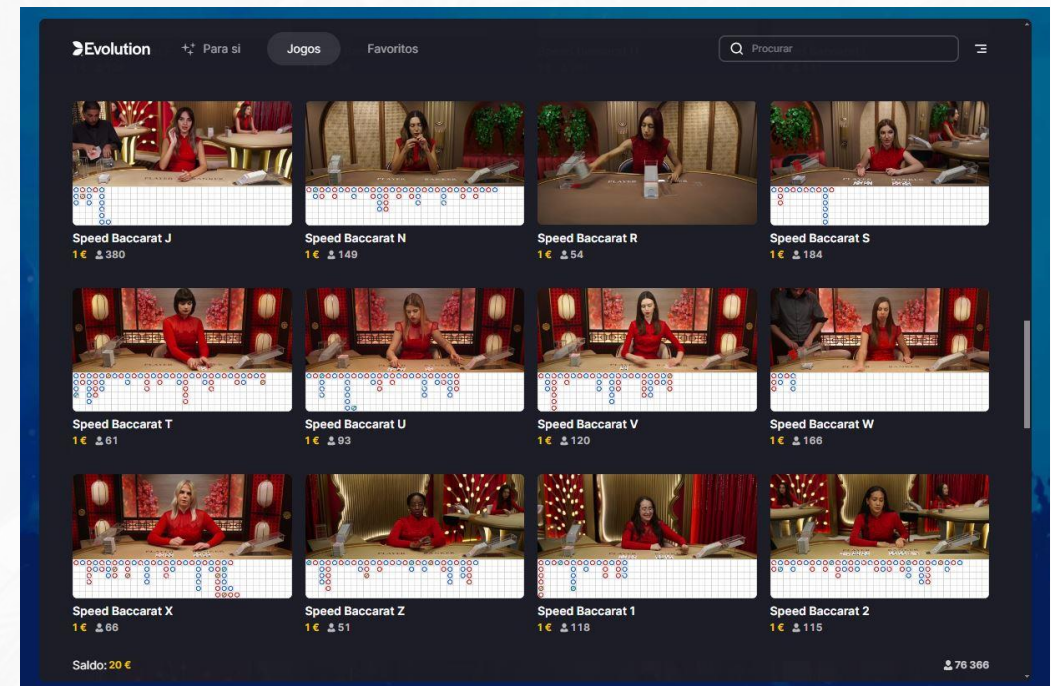 Evolution Para si Jogos Favoritos Procurar
Speed Baccarat J Speed Baccarat N Speed Baccarat R Speed Baccarat S
1 € 380 1 € 149 1 € 54 1 € 184
Speed Baccarat T Speed Baccarat U Speed Baccarat V Speed Baccarat W
1 € 61 1 € 93 1 € 120 1 € 166
Speed Baccarat X Speed Baccarat Z Speed Baccarat 1 Speed Baccarat 2
1 € 66 1 € 51 1 € 118 1 € 115
Saldo: 20 € 76 366